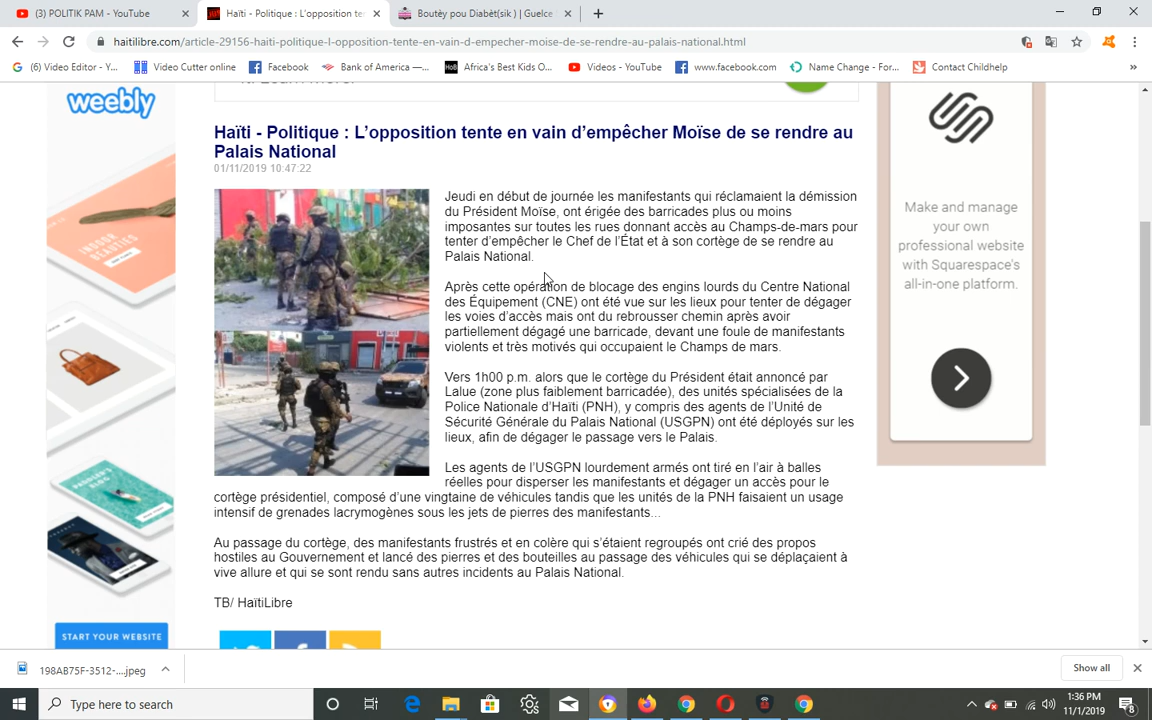 (3) POLITIK PAM - YouTube
Haïti - Politique : L'opposition te
Boutèy pou Diabèt(sik ) | Guelce
haitilibre.com/article-29156-haiti-politique-l-opposition-tente-en-vain-d-empecher-moise-de-se-rendre-au-palais-national.html
(6) Video Editor - Y...
Video Cutter online
Facebook
Bank of America —...
Africa's Best Kids O...
Videos - YouTube
www.facebook.com
Name Change - For...
Contact Childhelp
weebly
Haïti - Politique : L'opposition tente en vain d'empêcher Moïse de se rendre au
Palais National
01/11/2019 10:47:22
Jeudi en début de journée les manifestants qui réclamaient la démission
du Président Moïse, ont érigée des barricades plus ou moins
imposantes sur toutes les rues donnant accès au Champs-de-mars pour
tenter d'empêcher le Chef de l'État et à son cortège de se rendre au
Palais National.
Après cette opération de blocage des engins lourds du Centre National
des Équipement (CNE) ont été vue sur les lieux pour tenter de dégager
les voies d'accès mais ont du rebrousser chemin après avoir
partiellement dégagé une barricade, devant une foule de manifestants
violents et très motivés qui occupaient le Champs de mars.
Vers 1h00 p.m. alors que le cortège du Président était annoncé par
Lalue (zone plus faiblement barricadée), des unités spécialisées de la
Police Nationale d'Haïti (PNH), y compris des agents de l'Unité de
Sécurité Générale du Palais National (USGPN) ont été déployés sur les
lieux, afin de dégager le passage vers le Palais.
Les agents de l'USGPN lourdement armés ont tiré en l'air à balles
réelles pour disperser les manifestants et dégager un accès pour le
cortège présidentiel, composé d'une vingtaine de véhicules tandis que les unités de la PNH faisaient un usage
intensif de grenades lacrymogènes sous les jets de pierres des manifestants...
Au passage du cortège, des manifestants frustrés et en colère qui s'étaient regroupés ont crié des propos
hostiles au Gouvernement et lancé des pierres et des bouteilles au passage des véhicules qui se déplaçaient à
vive allure et qui se sont rendu sans autres incidents au Palais National.
TB/ HaïtiLibre
INDOOR
BEAUTIES
START YOUR WEBSITE
Make and manage
your own
professional website
with Squarespace's
all-in-one platform.
198AB75F-3512-....jpeg
Show all
Type here to search
1:36 PM
11/1/2019
8